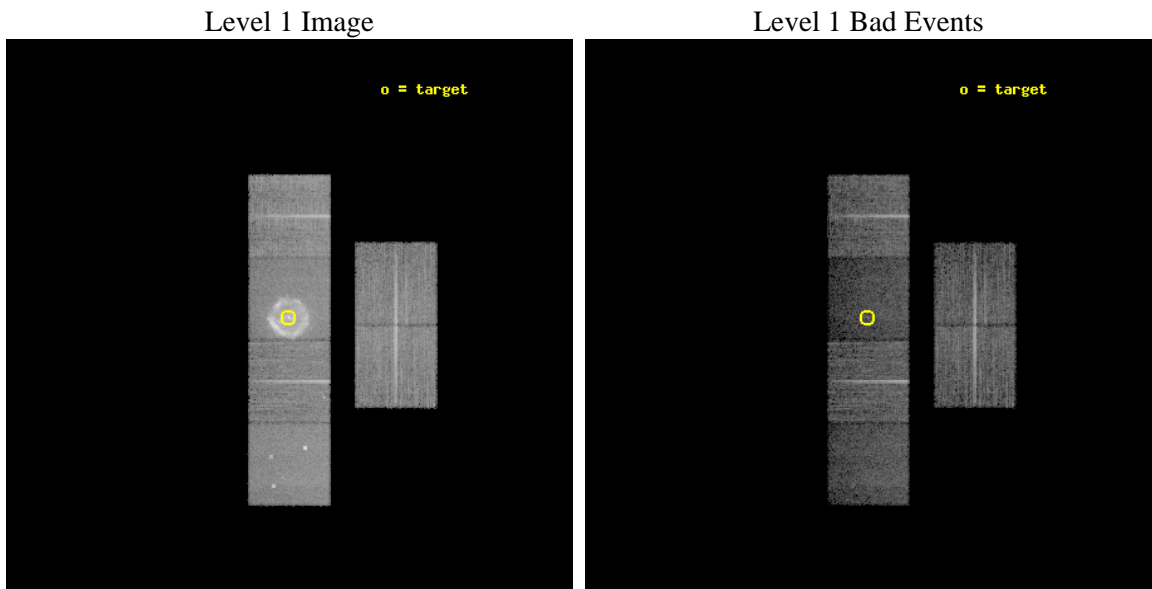 Level 1 Image
Level 1 Bad Events
o = target
o = target